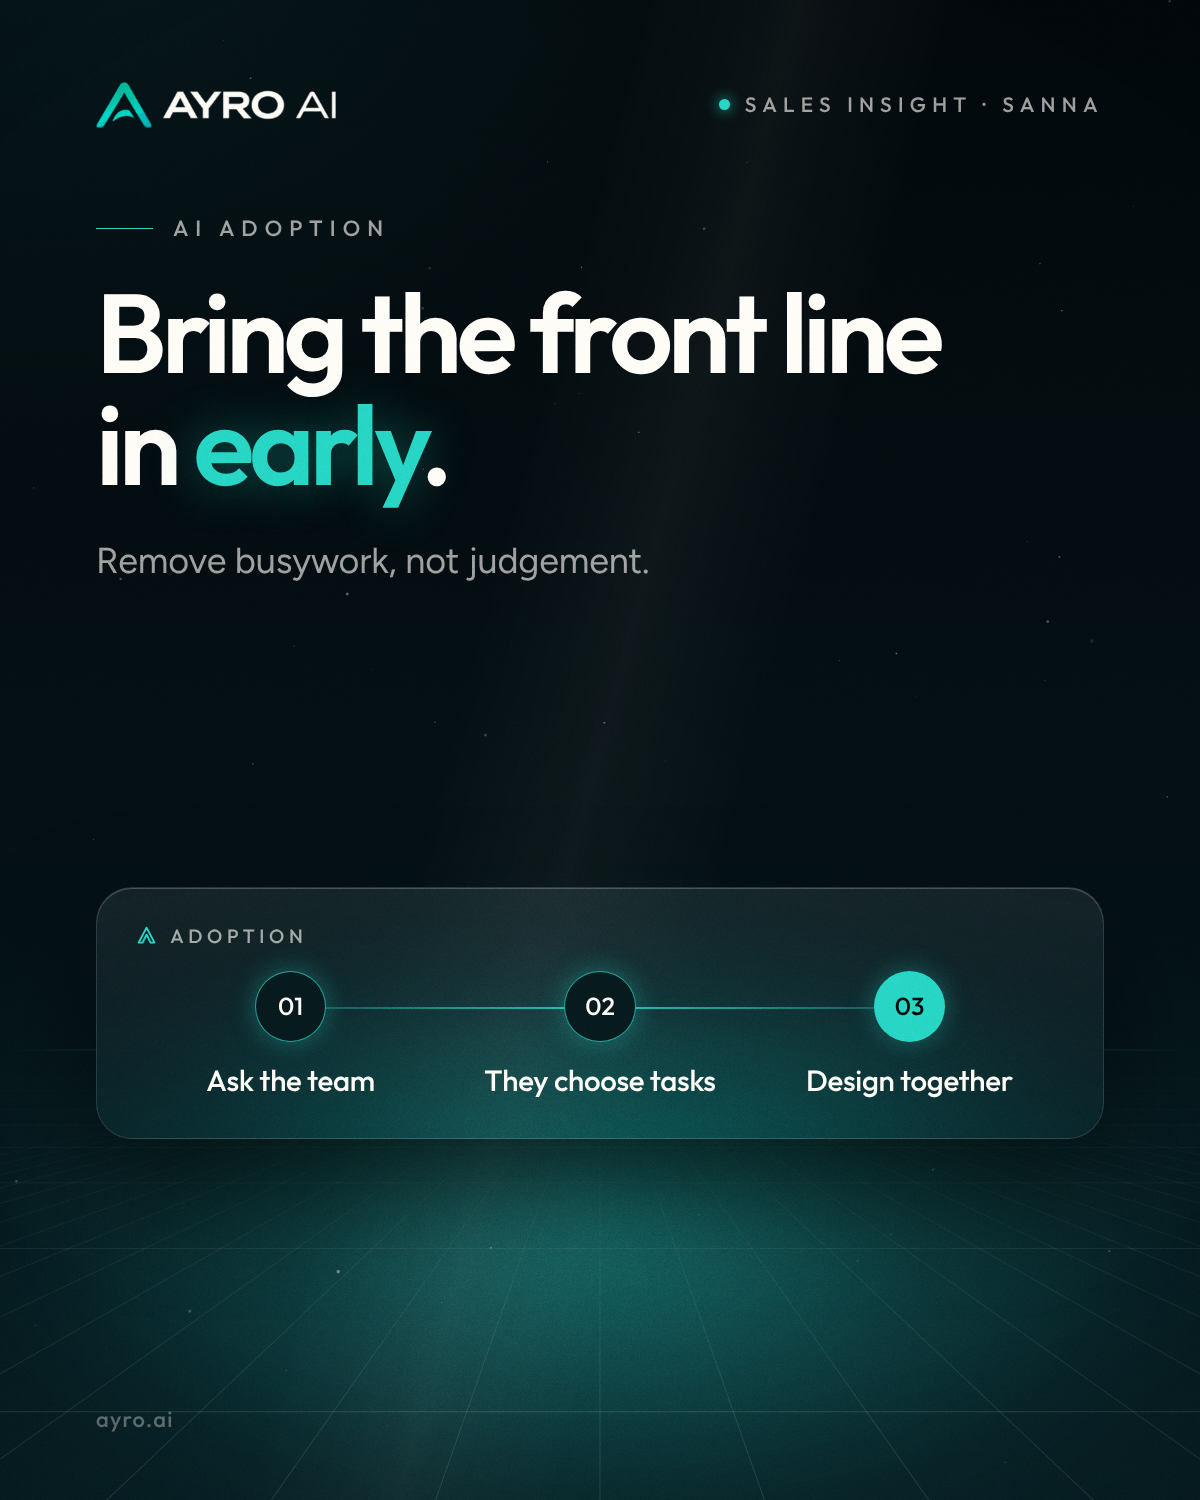 AYRO AI
SALES INSIGHT · SANNA
AI ADOPTION
Bring the front line
in early.
Remove busywork, not judgement.
ADOPTION
01
02
03
Ask the team
They choose tasks
Design together
ayro.ai